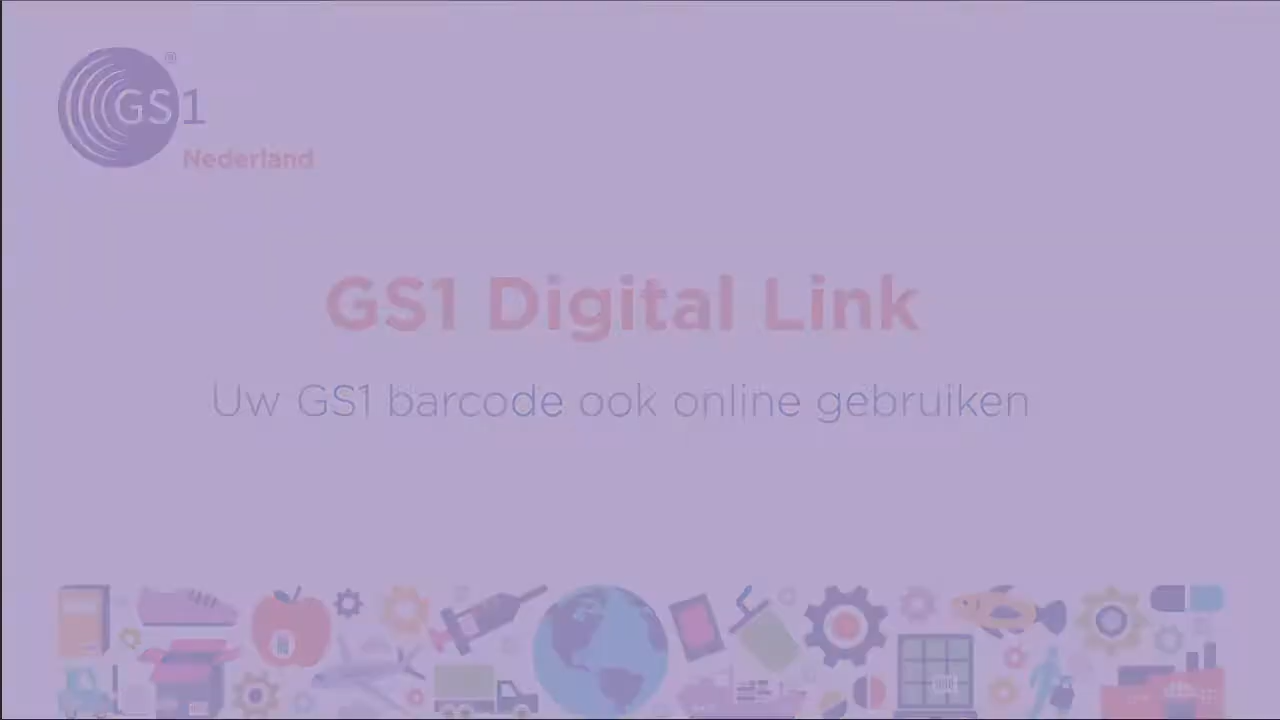 GS1
®
Nederland
GS1 Digital Link
Uw GS1 barcode ook online gebruiken